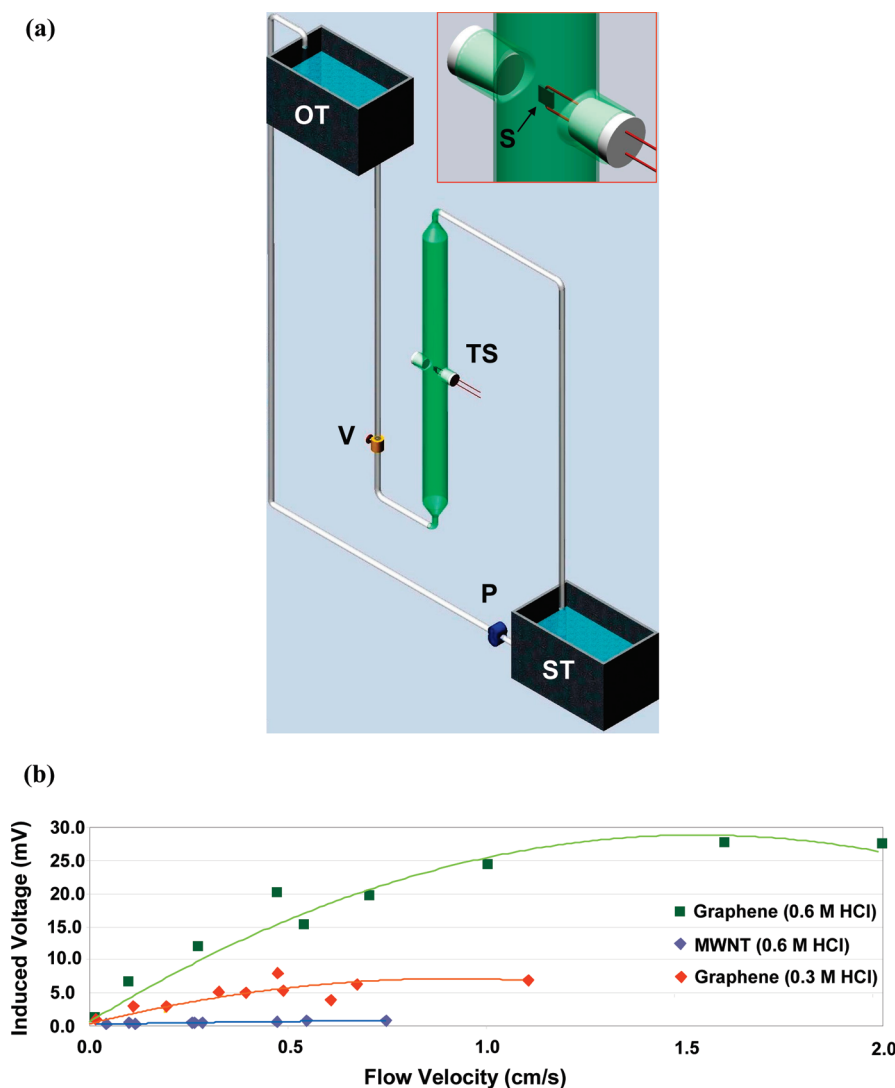 (a)
OT
S
TS
V
P
ST
(b)
Induced Voltage (mV)
30.0
25.0
20.0
15.0
10.0
5.0
0.0
Graphene (0.6 M HCl)
MWNT (0.6 M HCl)
Graphene (0.3 M HCl)
0.0 0.5 1.0 1.5 2.0
Flow Velocity (cm/s)